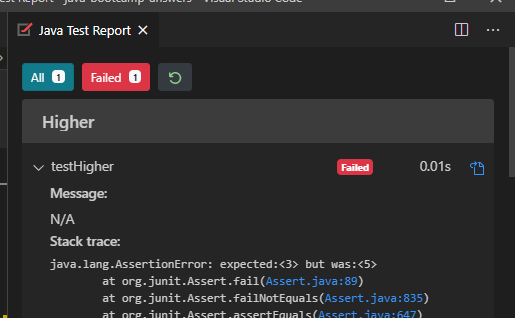 Test Report - java-bootcamp-answers - Visual Studio Code
Java Test Report
All 1
Failed 1
Higher
testHigher Failed 0.01s
Message:
N/A
Stack trace:
java.lang.AssertionError: expected:<3> but was:<5>
at org.junit.Assert.fail(Assert.java:89)
at org.junit.Assert.failNotEquals(Assert.java:835)
at org.junit.Assert.assertEquals(Assert.java:647)